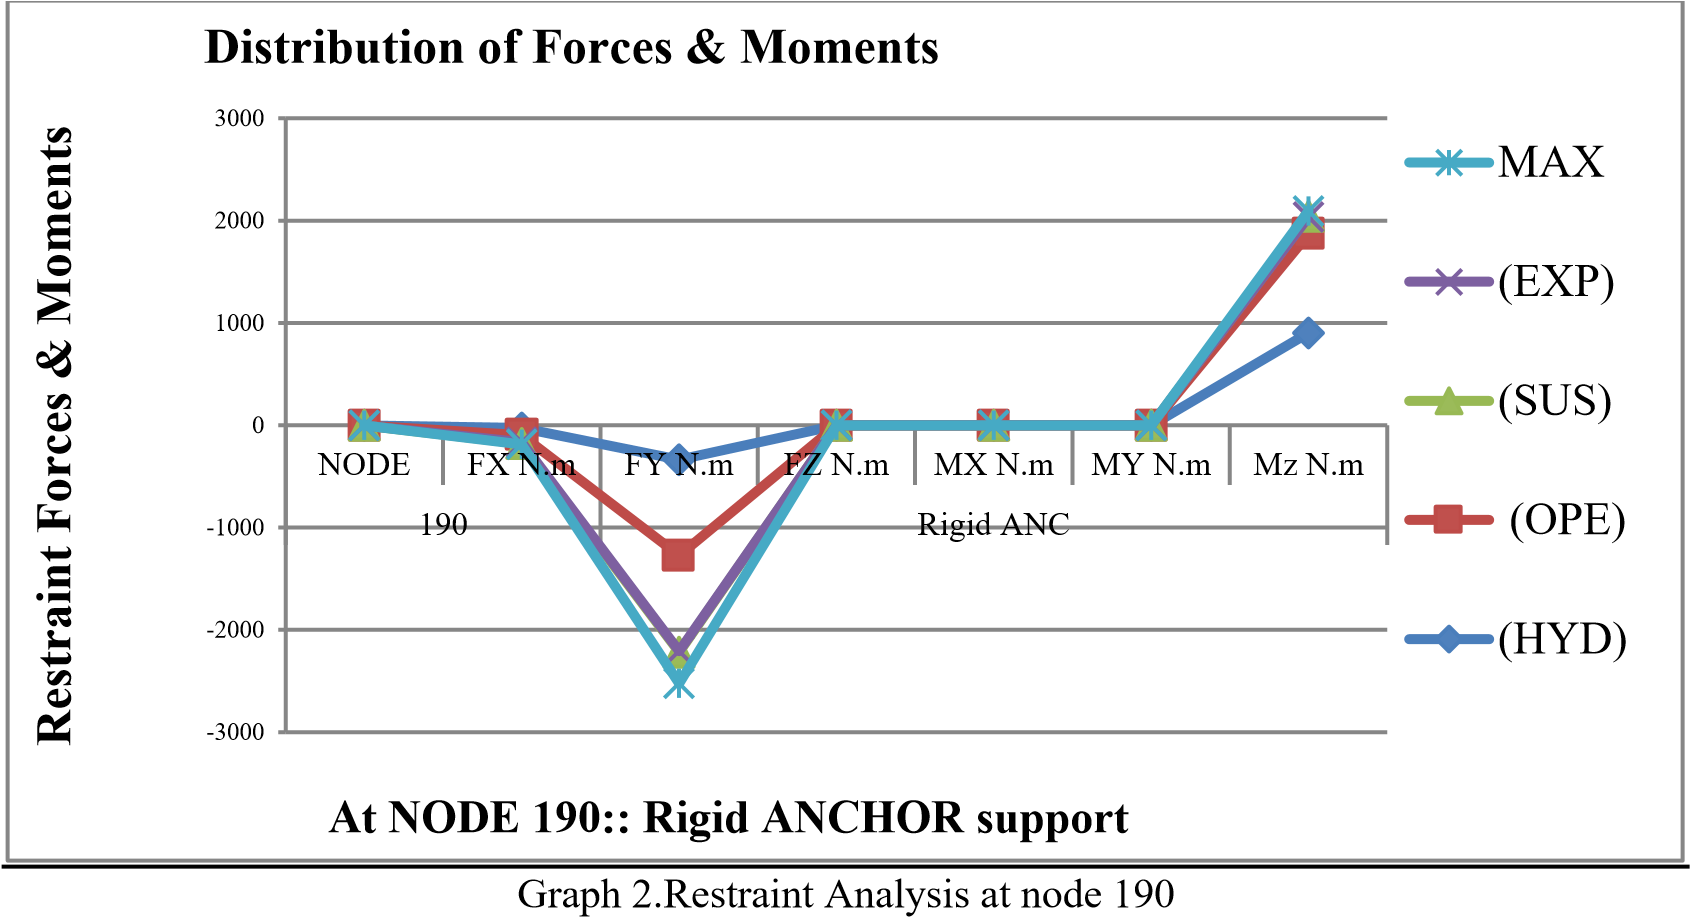 Distribution of Forces & Moments
Restraint Forces & Moments
3000
2000
1000
0
-1000
-2000
-3000
NODE FX N.m FY N.m FZ N.m MX N.m MY N.m Mz N.m
190 Rigid ANC
MAX
(EXP)
(SUS)
(OPE)
(HYD)
At NODE 190:: Rigid ANCHOR support
Graph 2.Restraint Analysis at node 190